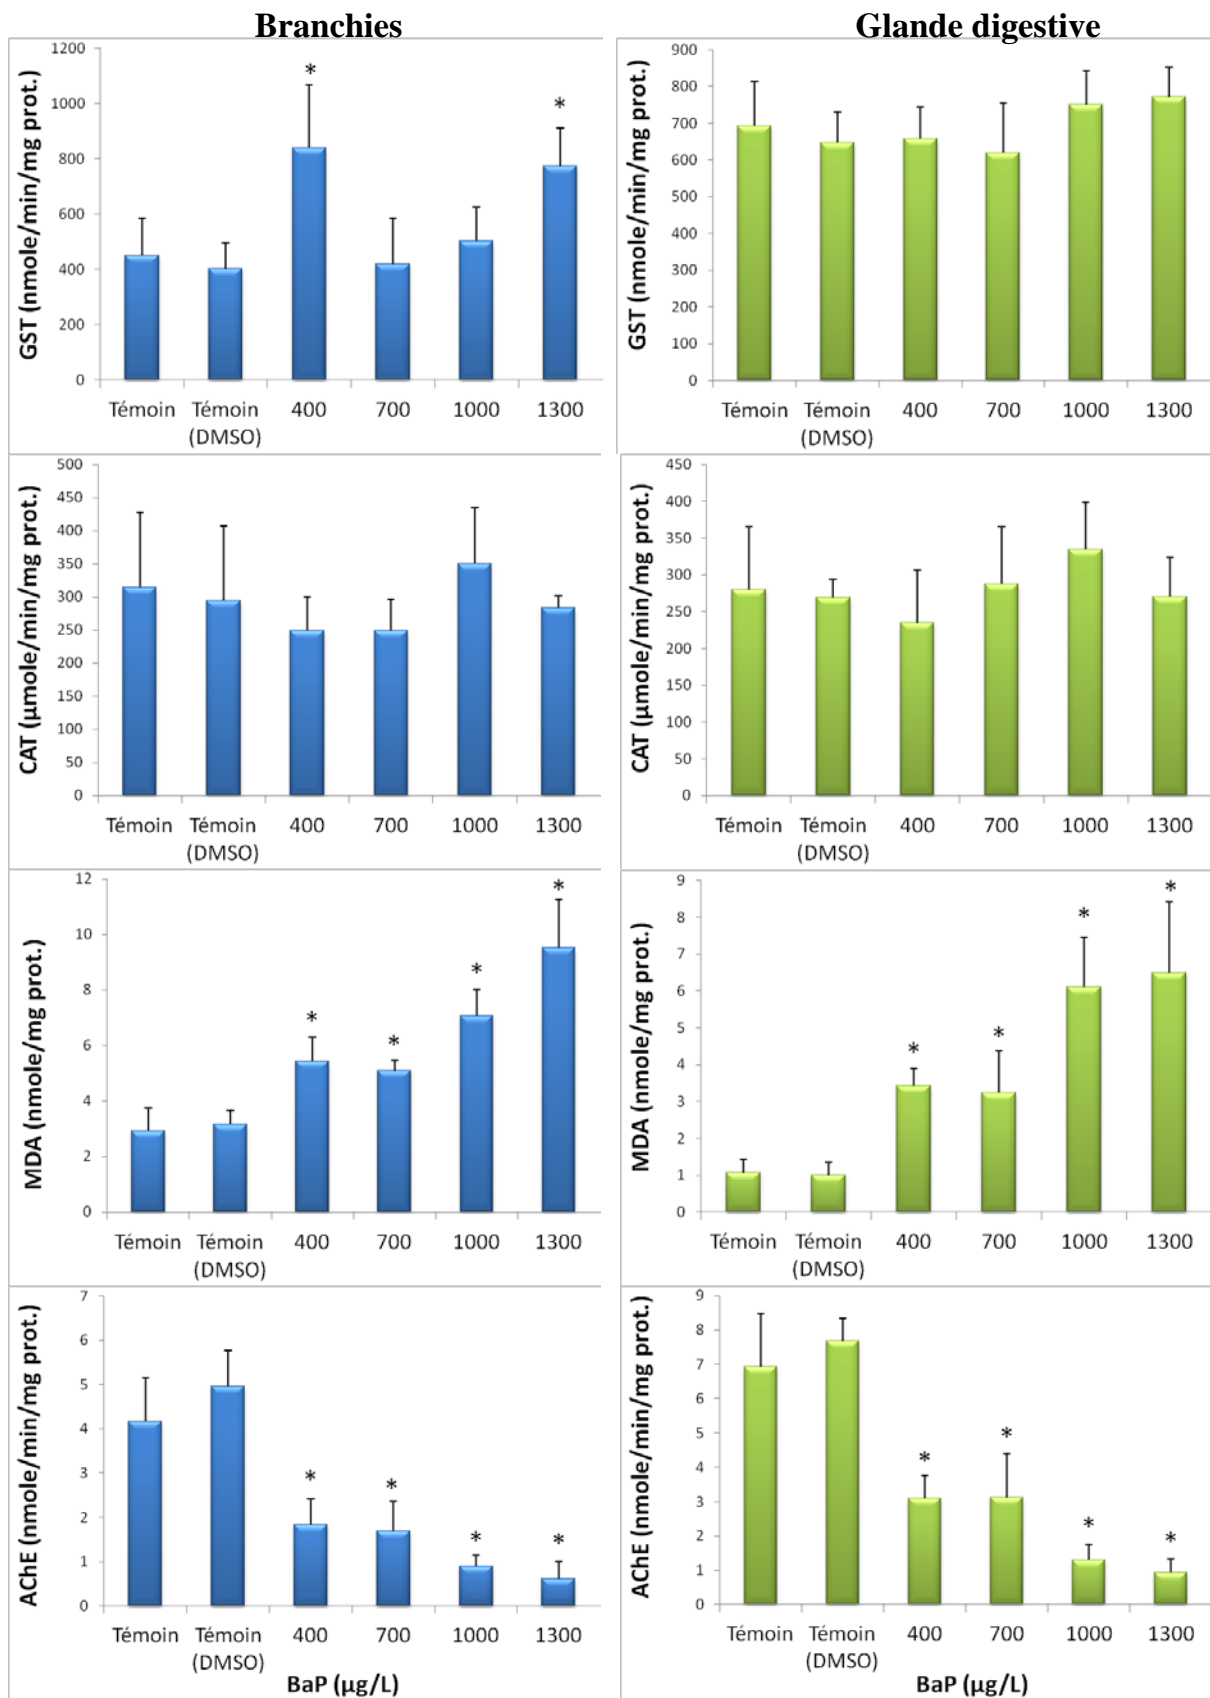 Branchies
Glande digestive
GST (nmole/min/mg prot.)
1200
1000
800
600
400
200
0
*
*
Témoin Témoin 400 700 1000 1300
(DMSO)
GST (nmole/min/mg prot.)
900
800
700
600
500
400
300
200
100
0
Témoin Témoin 400 700 1000 1300
(DMSO)
CAT (µmole/min/mg prot.)
500
450
400
350
300
250
200
150
100
50
0
Témoin Témoin 400 700 1000 1300
(DMSO)
CAT (µmole/min/mg prot.)
450
400
350
300
250
200
150
100
50
0
Témoin Témoin 400 700 1000 1300
(DMSO)
MDA (nmole/mg prot.)
12
10
8
6
4
2
0
* * * *
Témoin Témoin 400 700 1000 1300
(DMSO)
MDA (nmole/mg prot.)
9
8
7
6
5
4
3
2
1
0
* * * *
Témoin Témoin 400 700 1000 1300
(DMSO)
AChE (nmole/min/mg prot.)
7
6
5
4
3
2
1
0
* * * *
Témoin Témoin 400 700 1000 1300
(DMSO)
BaP (µg/L)
AChE (nmole/min/mg prot.)
9
8
7
6
5
4
3
2
1
0
* * * *
Témoin Témoin 400 700 1000 1300
(DMSO)
BaP (µg/L)